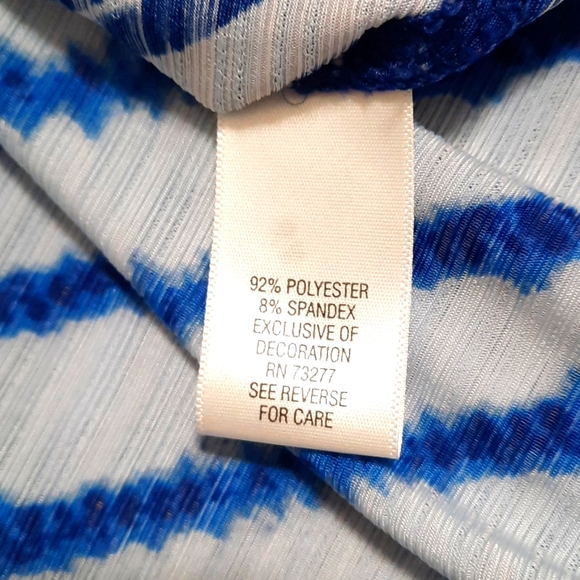 92% POLYESTER
8% SPANDEX
EXCLUSIVE OF
DECORATION
RN 73277
SEE REVERSE
FOR CARE